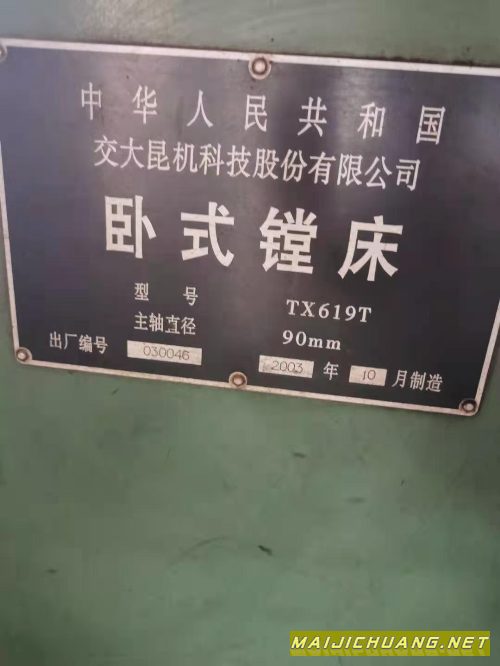 中华人民共和国
交大昆机科技股份有限公司
卧式镗床
型号 TX619T
主轴直径 90mm
出厂编号 030046 2003 年 10 月制造
MAIJICHUANG.NET